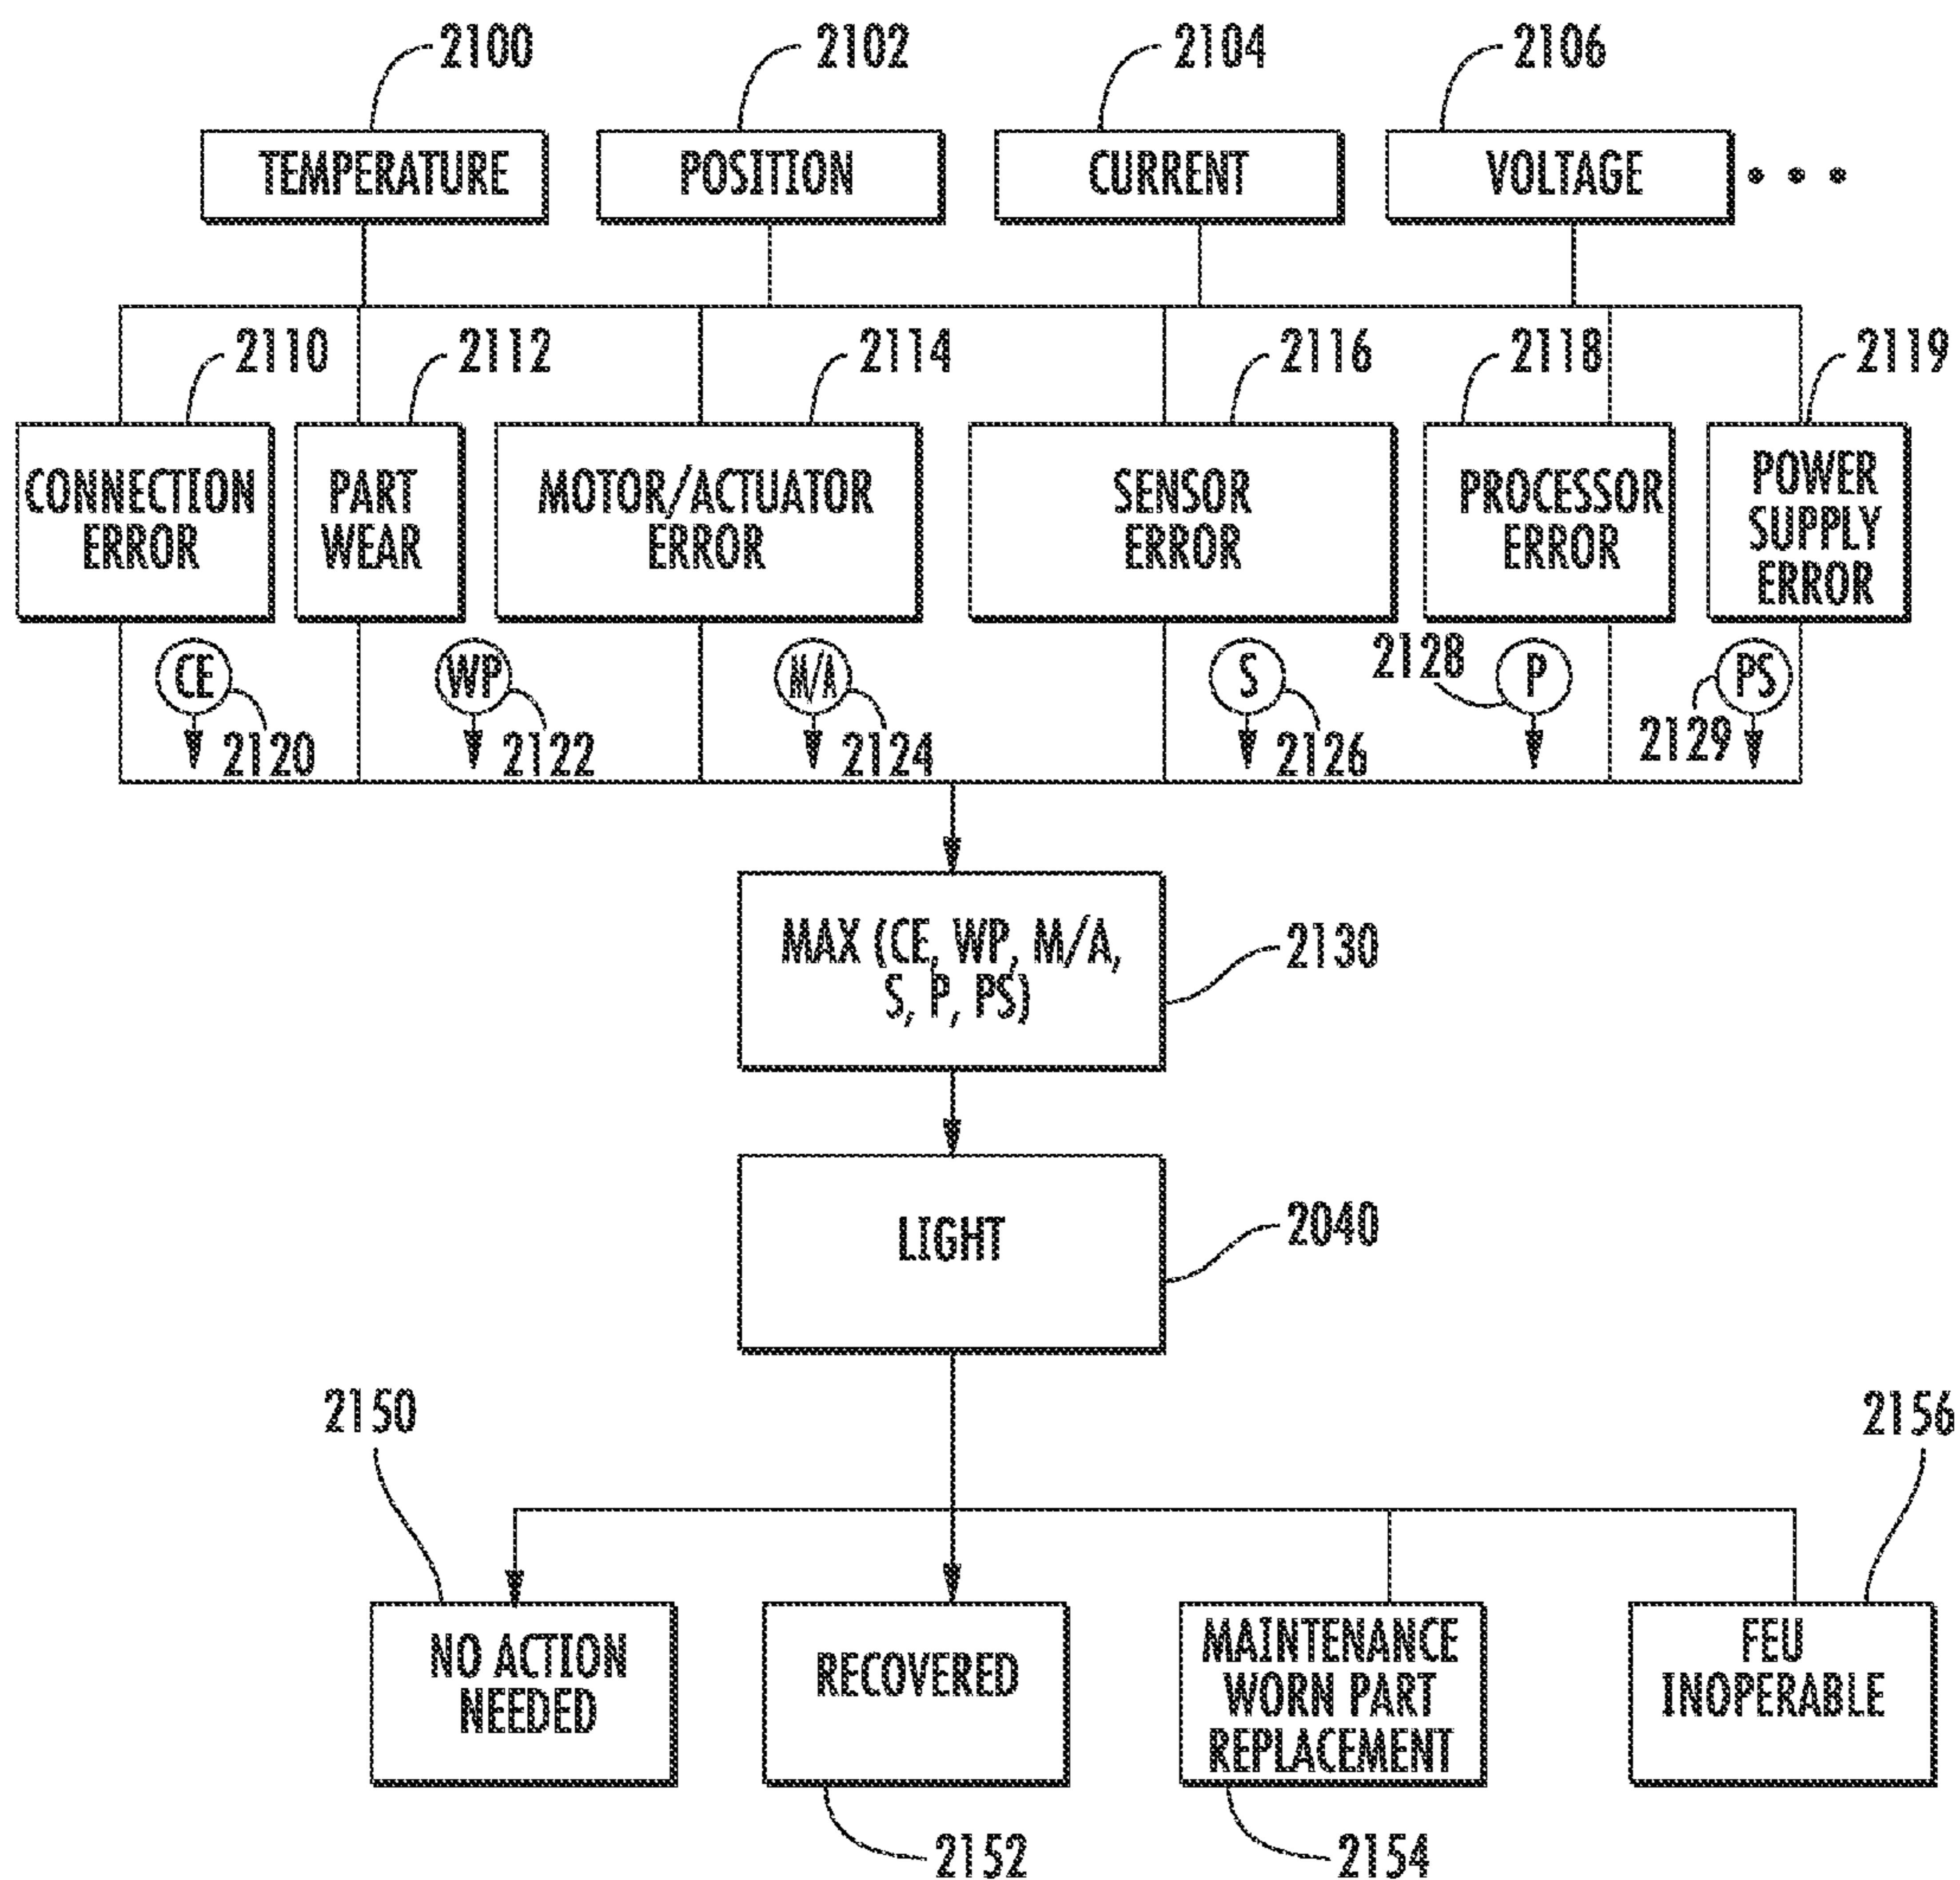 2100
2102
2104
2106
TEMPERATURE
POSITION
CURRENT
VOLTAGE
• • •
2110
2112
2114
2116
2118
2119
CONNECTION
ERROR
PART
WEAR
MOTOR/ACTUATOR
ERROR
SENSOR
ERROR
PROCESSOR
ERROR
POWER
SUPPLY
ERROR
CE
2120
WP
2122
M/A
2124
S
2126
2128
P
PS
2129
MAX (CE, WP, M/A,
S, P, PS)
2130
LIGHT
2040
2150
2156
NO ACTION
NEEDED
RECOVERED
MAINTENANCE
WORN PART
REPLACEMENT
FEU
INOPERABLE
2152
2154